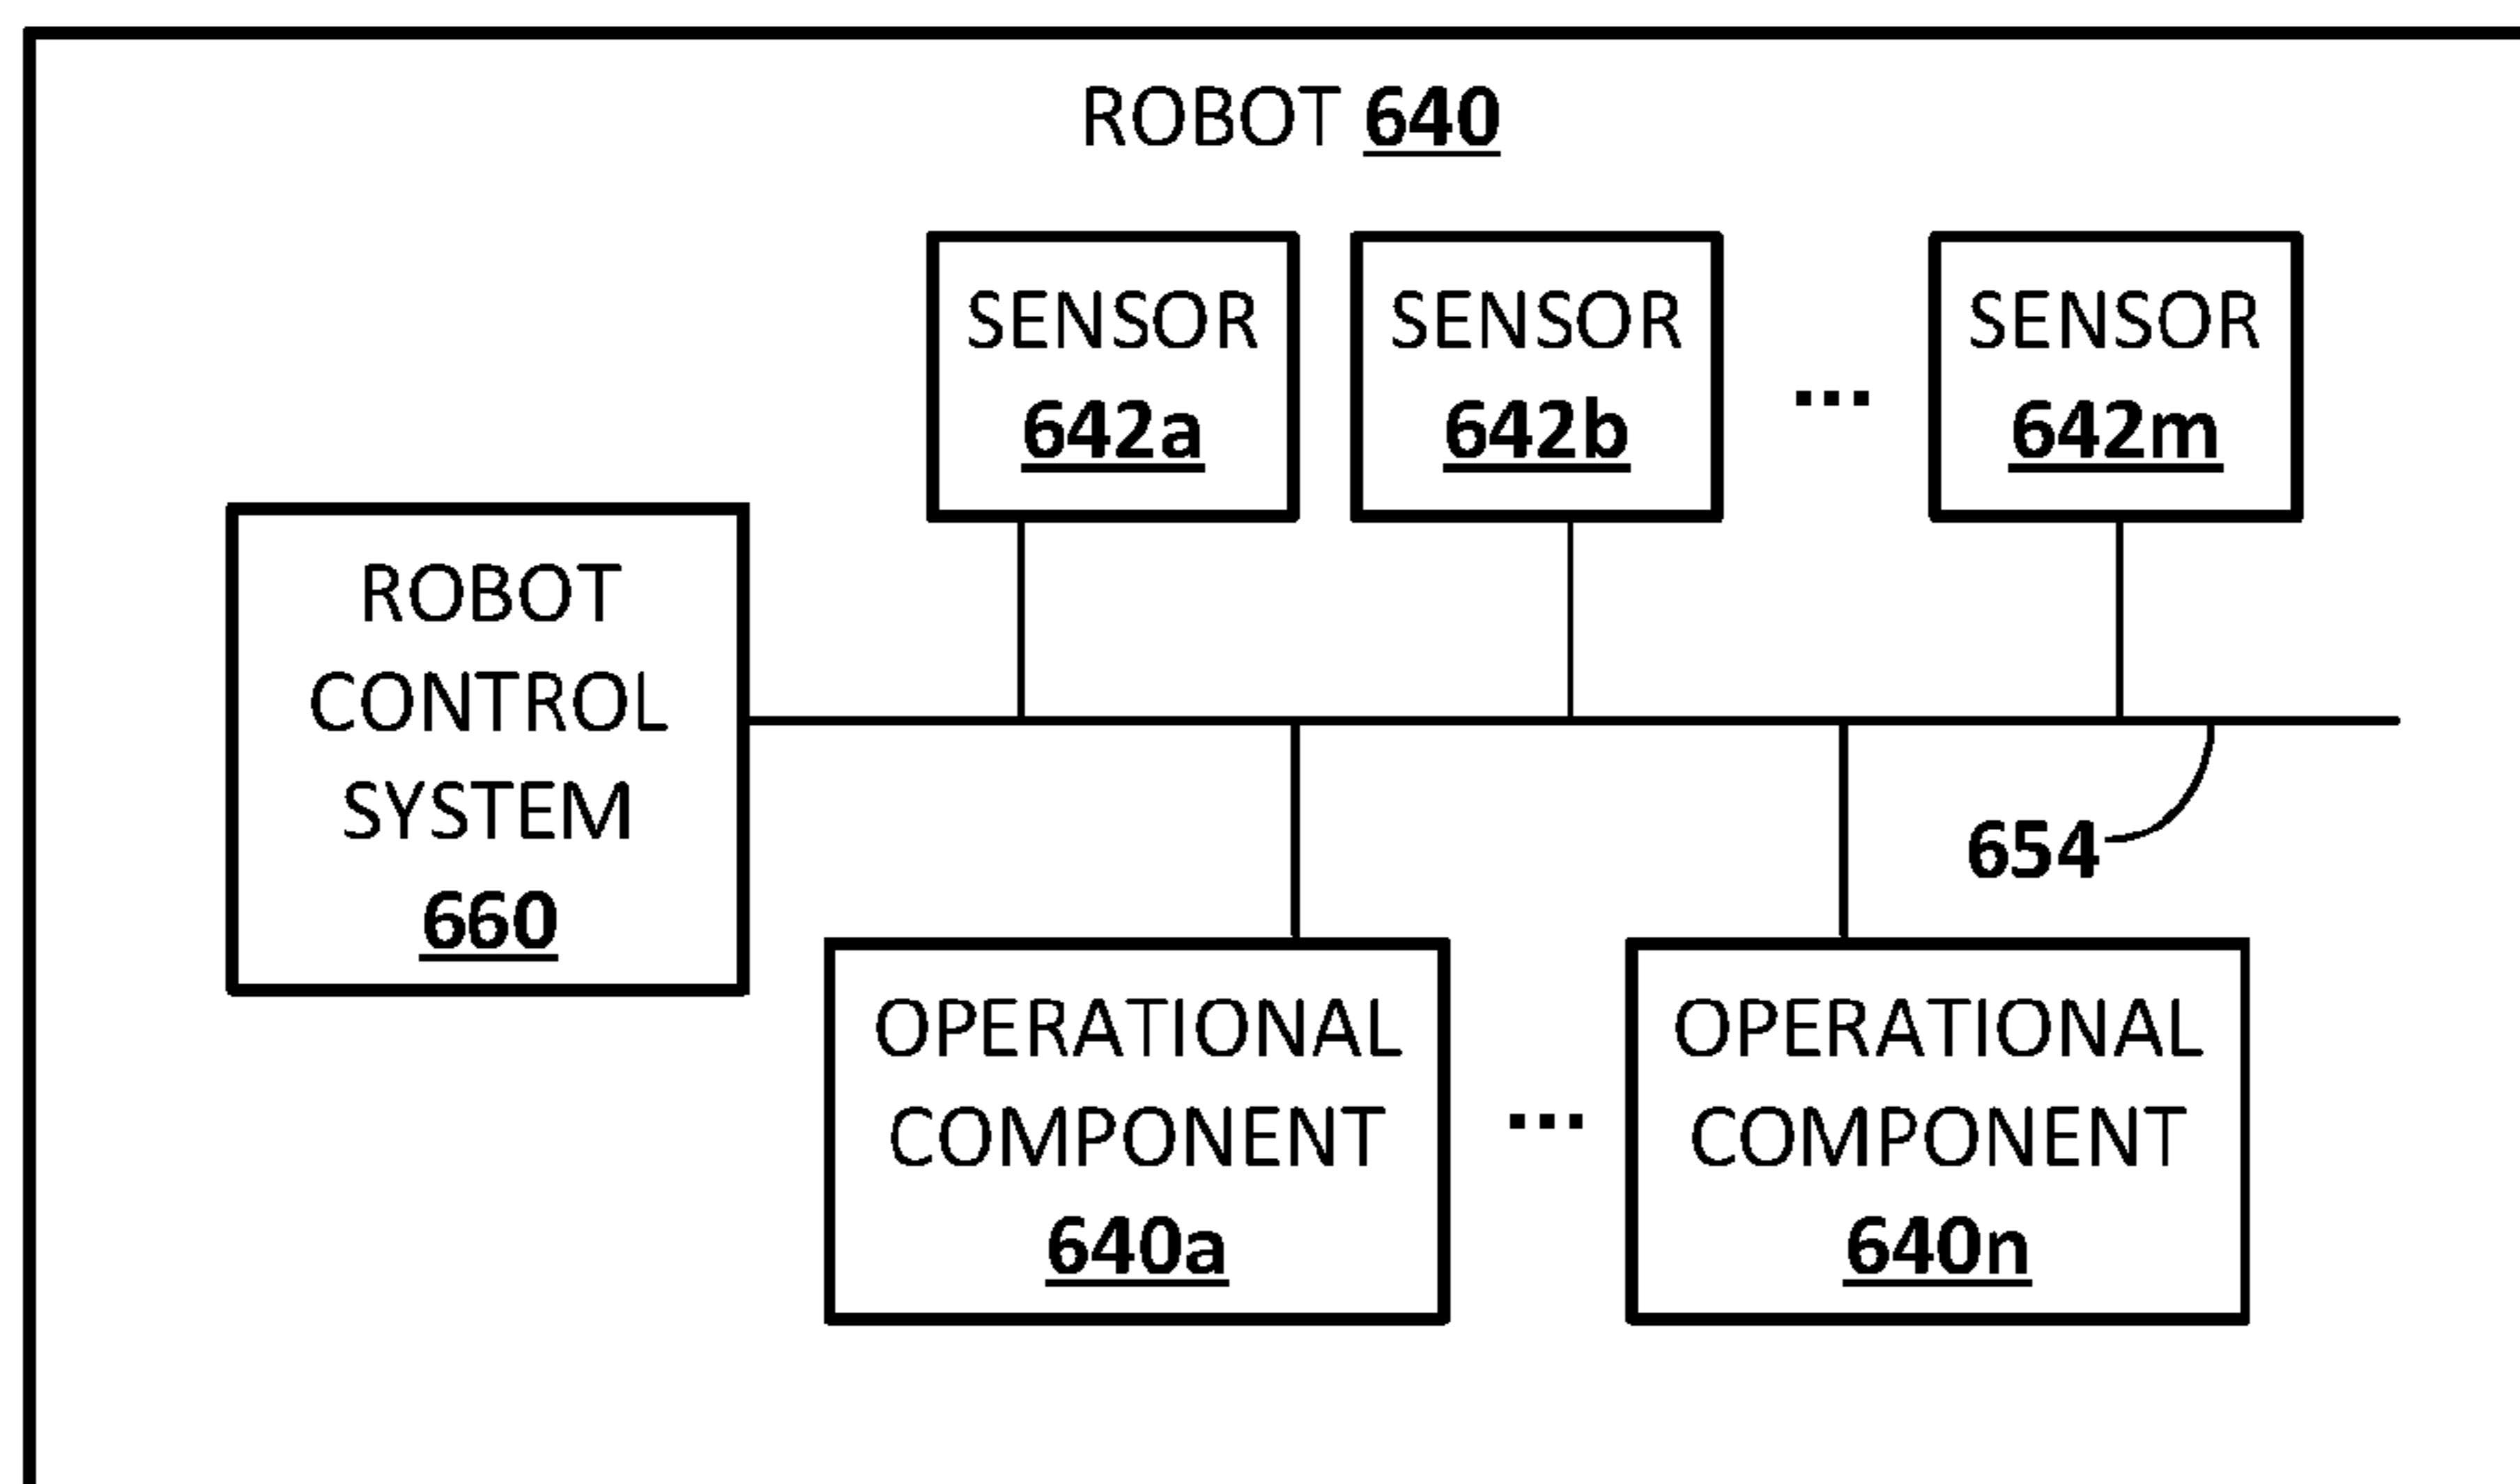 ROBOT 640
SENSOR
642a
SENSOR
642b
...
SENSOR
642m
ROBOT
CONTROL
SYSTEM
660
654
OPERATIONAL
COMPONENT
640a
...
OPERATIONAL
COMPONENT
640n